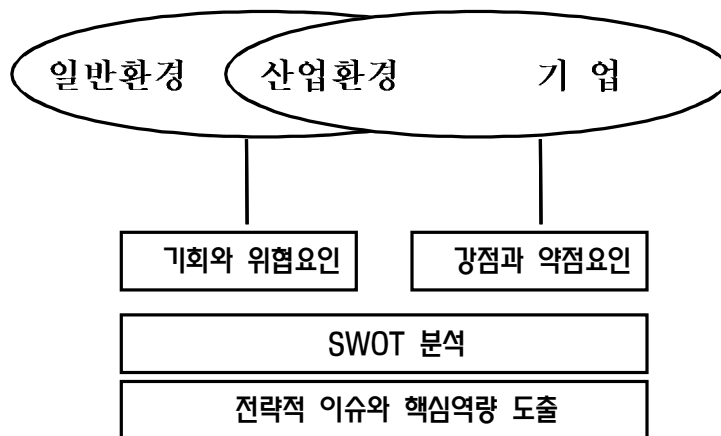 일반환경 산업환경 기 업
기회와 위협요인 강점과 약점요인
SWOT 분석
전략적 이슈와 핵심역량 도출